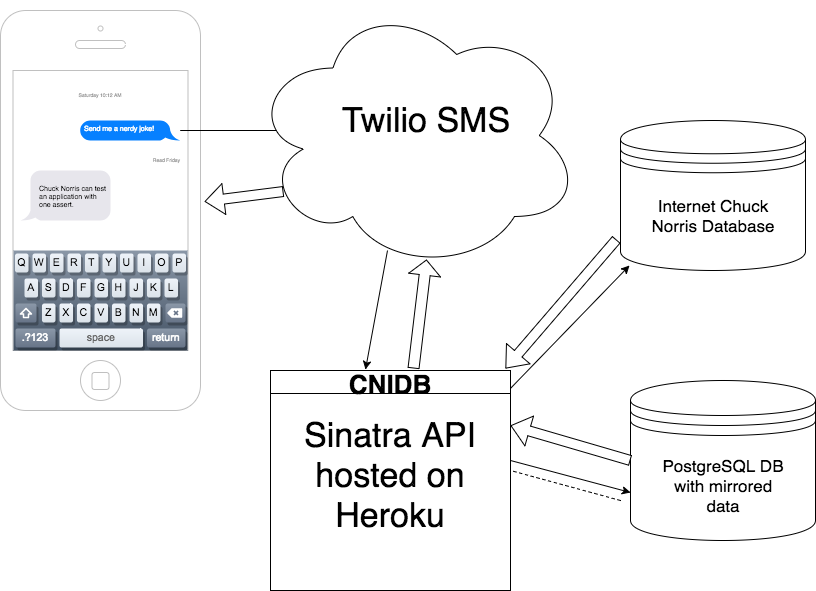 Saturday 10:12 AM
Send me a nerdy joke!
Read Friday
Chuck Norris can test
an application with
one assert.
Q W E R T Y U I O P
A S D F G H J K L
Z X C V B N M
.?123 space return
Twilio SMS
Internet Chuck
Norris Database
CNIDB
Sinatra API
hosted on
Heroku
PostgreSQL DB
with mirrored
data